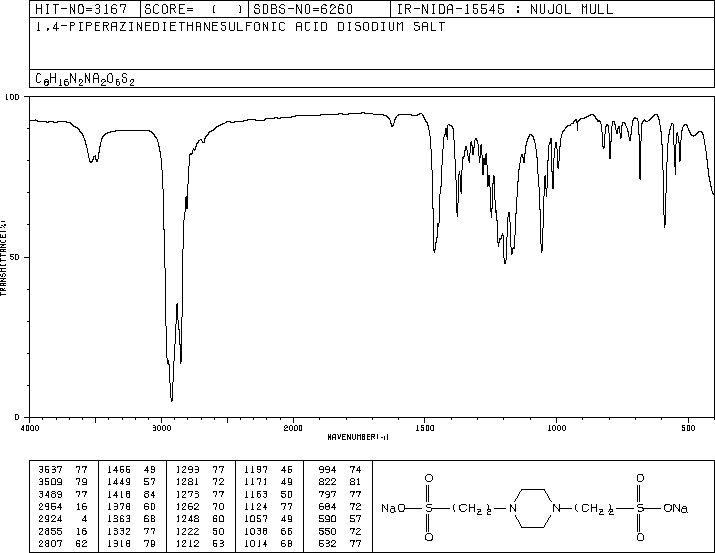 HIT-NO=3167 SCORE= ( ) SDBS-NO=6260 IR-NIDA-15545 : NUJOL MULL
1,4-PIPERAZINEDIETHANESULFONIC ACID DISODIUM SALT
C8H16N2NA2O6S2
100
50
0
TRANSMITTANCE(%)
4000 3000 2000 1500 1000 500
WAVENUMBER(-1)
3537 77 1466 49 1293 77 1197 46 994 74
3509 79 1449 57 1281 72 1171 49 822 81
3489 77 1418 84 1273 77 1163 50 797 77
2954 16 1378 60 1262 70 1124 77 684 72
2924 4 1363 68 1248 60 1057 49 590 57
2855 16 1332 77 1222 50 1038 66 550 72
2807 62 1318 79 1212 53 1014 68 532 77
O O
NaO S (CH2)2 N N (CH2)2 S ONa
O O